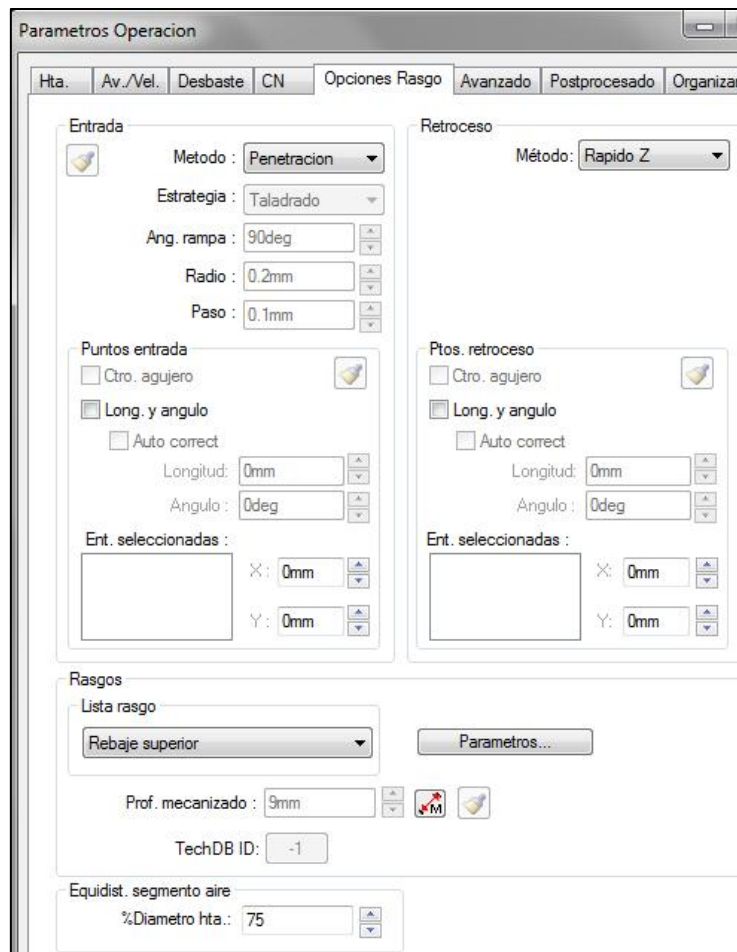 Parametros Operacion
Hta. Av./Vel. Desbaste CN Opciones Rasgo Avanzado Postprocesado Organizar
Entrada
Metodo : Penetracion
Estrategia : Taladrado
Ang. rampa : 90deg
Radio : 0.2mm
Paso : 0.1mm
Puntos entrada
Ctro. agujero
Long. y angulo
Auto correct
Longitud: 0mm
Angulo : 0deg
Ent. seleccionadas :
X : 0mm
Y : 0mm
Retroceso
Método: Rapido Z
Ptos. retroceso
Ctro. agujero
Long. y angulo
Auto correct
Longitud: 0mm
Angulo : 0deg
Ent. seleccionadas :
X: 0mm
Y: 0mm
Rasgos
Lista rasgo
Rebaje superior
Parametros...
Prof. mecanizado : 9mm
M
TechDB ID: -1
Equidist. segmento aire
%Diametro hta.: 75